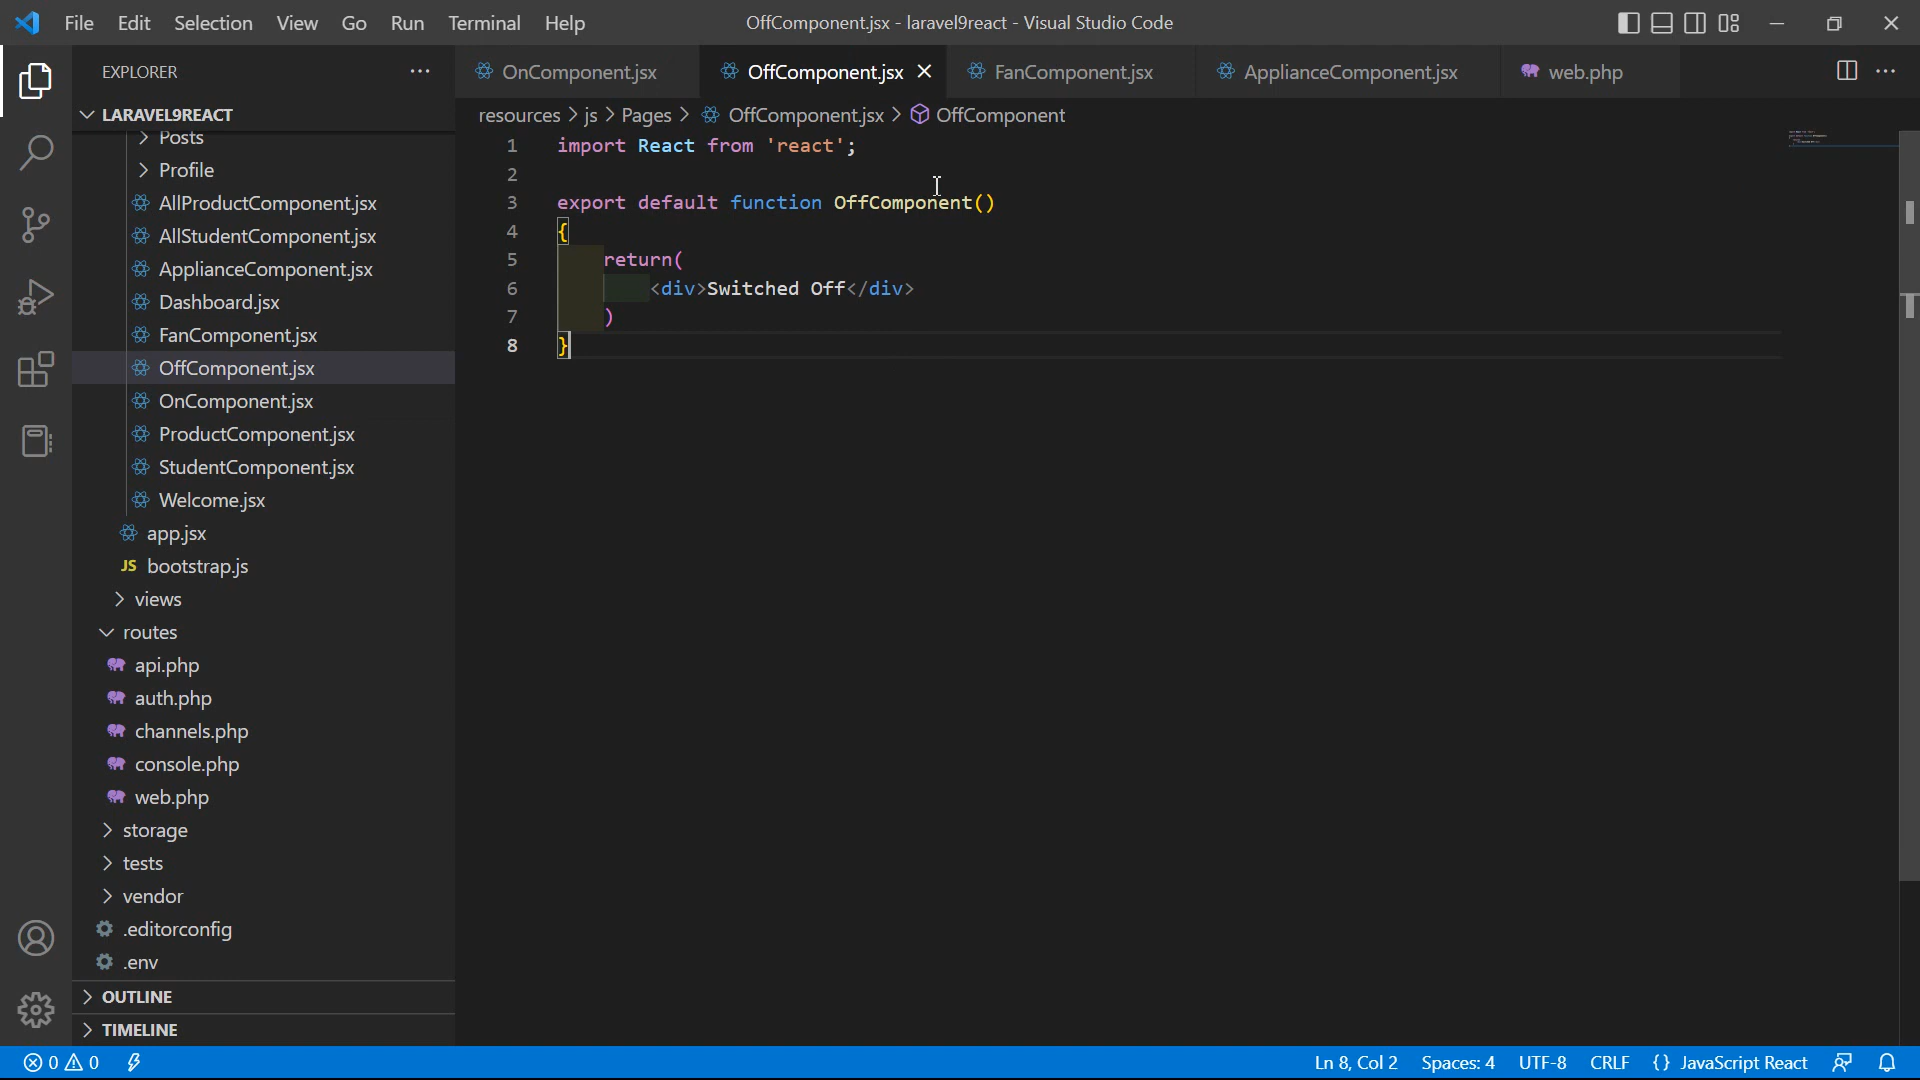 File Edit Selection View Go Run Terminal Help OffComponent.jsx - laravel9react - Visual Studio Code
EXPLORER
OnComponent.jsx OffComponent.jsx FanComponent.jsx ApplianceComponent.jsx web.php
LARAVEL9REACT
resources > js > Pages > OffComponent.jsx > OffComponent
Posts
Profile
AllProductComponent.jsx
AllStudentComponent.jsx
ApplianceComponent.jsx
Dashboard.jsx
FanComponent.jsx
OffComponent.jsx
OnComponent.jsx
ProductComponent.jsx
StudentComponent.jsx
Welcome.jsx
app.jsx
JS bootstrap.js
views
routes
api.php
auth.php
channels.php
console.php
web.php
storage
tests
vendor
.editorconfig
.env
OUTLINE
TIMELINE
1 import React from 'react';
2
3 export default function OffComponent()
4 {
5 return(
6 <div>Switched Off</div>
7 )
8 }
0 0 Ln 8, Col 2 Spaces: 4 UTF-8 CRLF {} JavaScript React